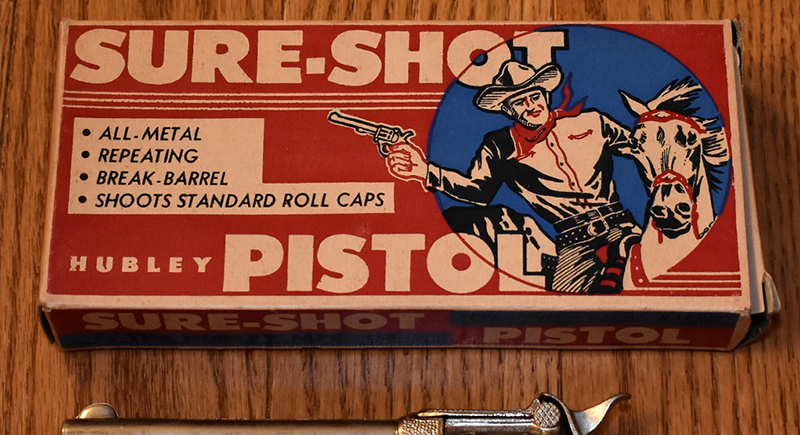 SURE-SHOT
• ALL-METAL
• REPEATING
• BREAK-BARREL
• SHOOTS STANDARD ROLL CAPS
HUBLEY PISTOL
SURE-SHOT
PISTOL